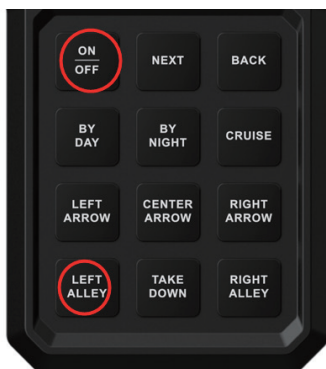 ON
OFF
NEXT
BACK
BY
DAY
BY
NIGHT
CRUISE
LEFT
ARROW
CENTER
ARROW
RIGHT
ARROW
LEFT
ALLEY
TAKE
DOWN
RIGHT
ALLEY